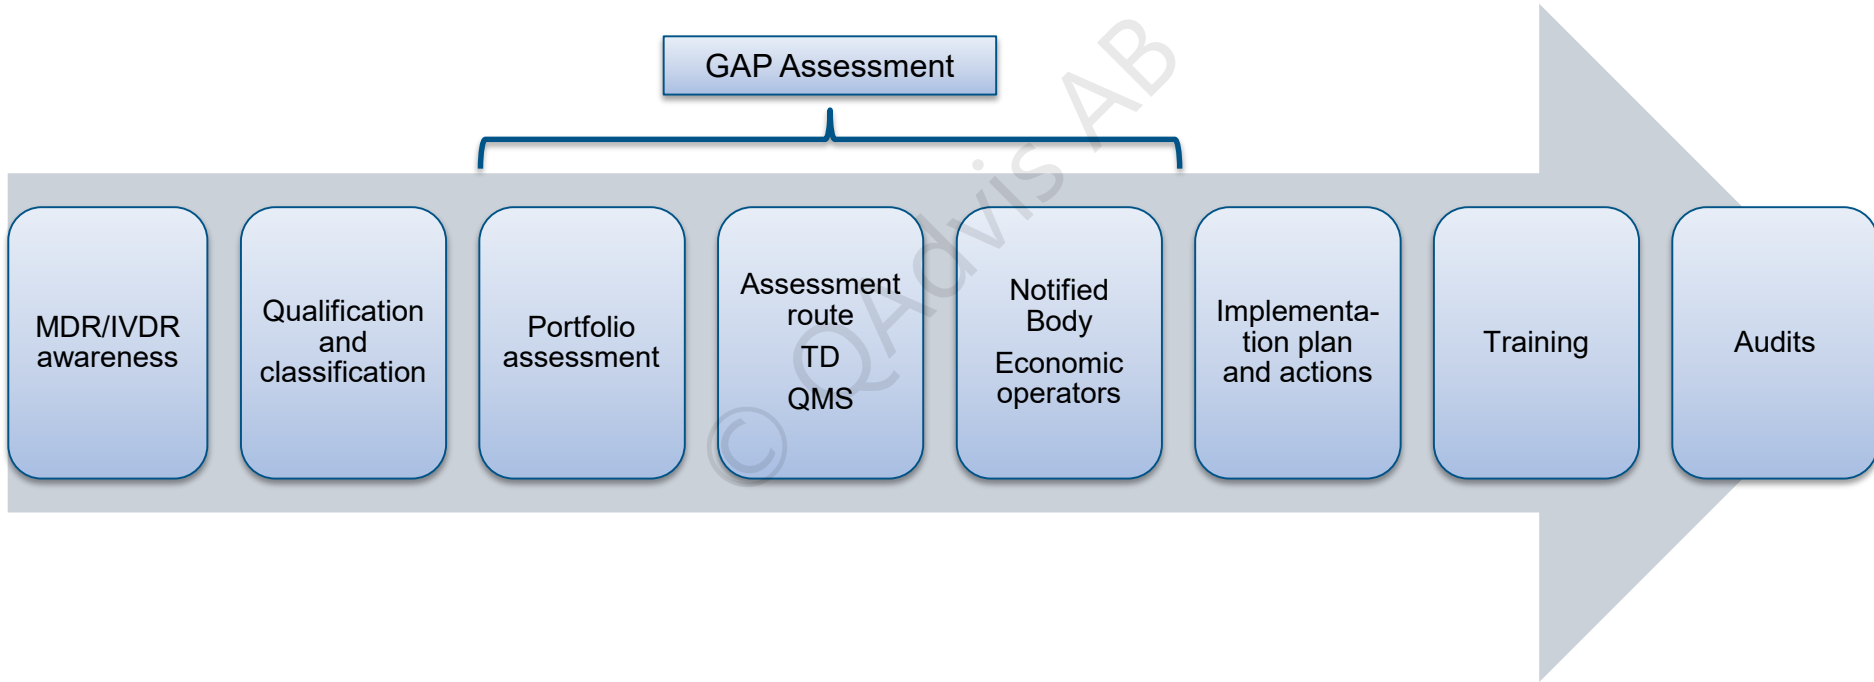 GAP Assessment
MDR/IVDR
awareness
Qualification
and
classification
Portfolio
assessment
Assessment
route
TD
QMS
Notified
Body
Economic
operators
Implementa-
tion plan
and actions
Training
Audits
© QAdvis AB